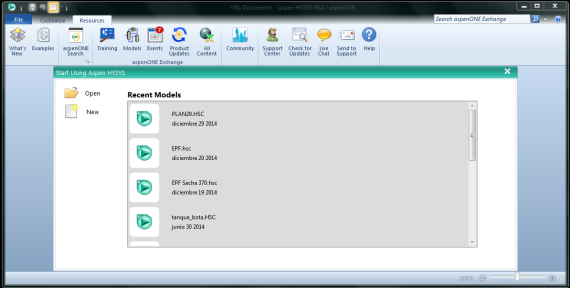 <No Document> - Aspen HYSYS V8.4 - aspenONE
File Customize Resources Search aspenONE Exchange
What's New
Examples
aspenONE Search
Training
Models
Events
7
Product Updates
All Content
Community
Support Center
Check for Updates
Live Chat
Send to Support
Help
aspenONE Exchange
Start Using Aspen HYSYS
Open
New
Recent Models
PLAN29.HSC
diciembre 29 2014
EPF.hsc
diciembre 20 2014
EPF Sacha 370.hsc
diciembre 19 2014
tanque_bota.HSC
junio 30 2014
100%